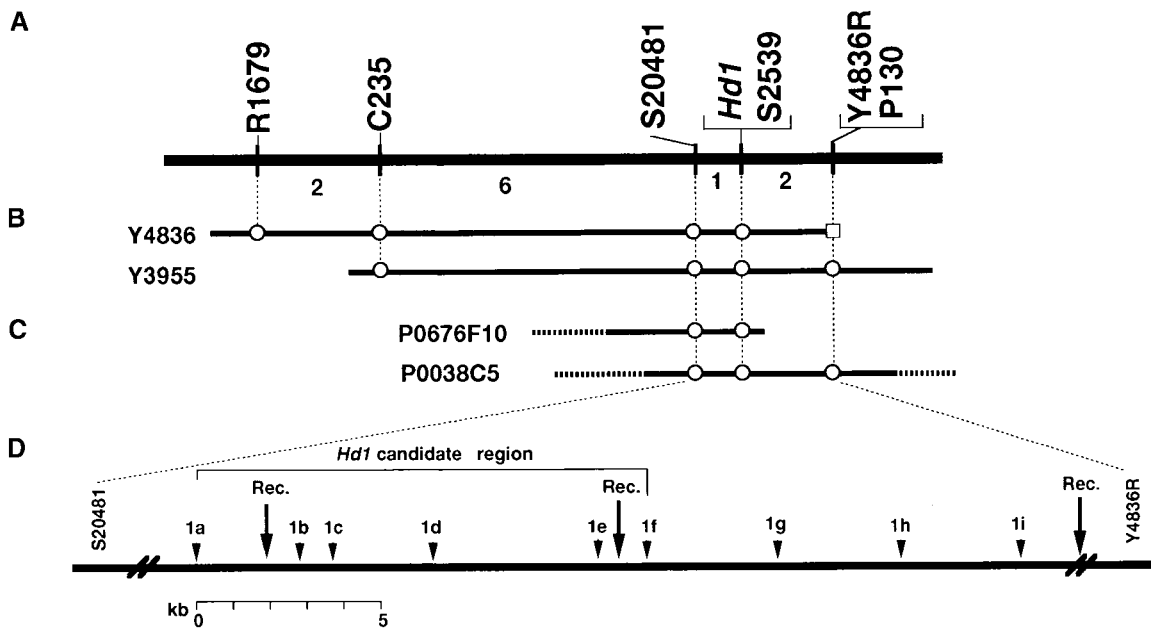 A
R1679
C235
S20481
Hd1
S2539
Y4836R
P130
2
6
1
2
B
Y4836
Y3955
C
P0676F10
P0038C5
D
Hd1 candidate region
S20481
Rec.
Rec.
Rec.
Y4836R
1a
1b
1c
1d
1e
1f
1g
1h
1i
kb
0
5